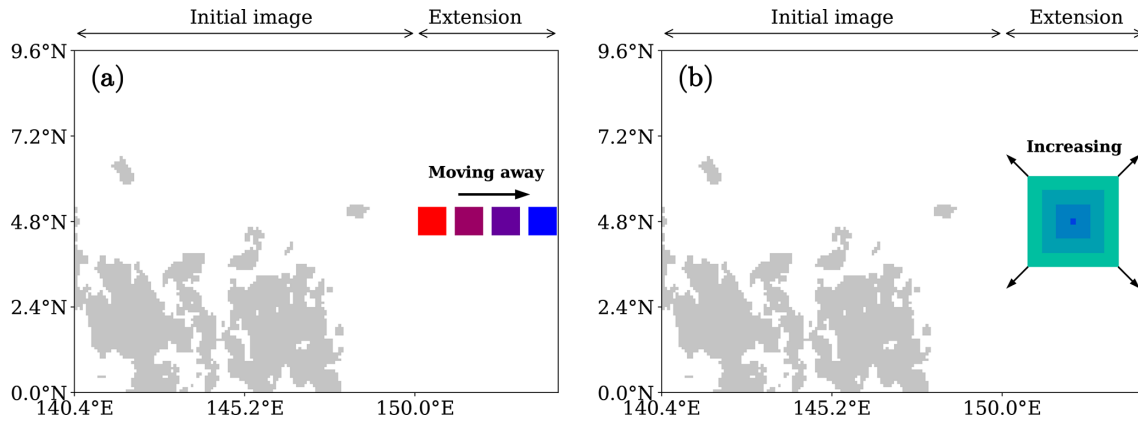 Initial image Extension
9.6°N
(a)
7.2°N
Moving away
4.8°N
2.4°N
0.0°N
140.4°E 145.2°E 150.0°E
Initial image Extension
9.6°N
(b)
7.2°N
Increasing
4.8°N
2.4°N
0.0°N
140.4°E 145.2°E 150.0°E